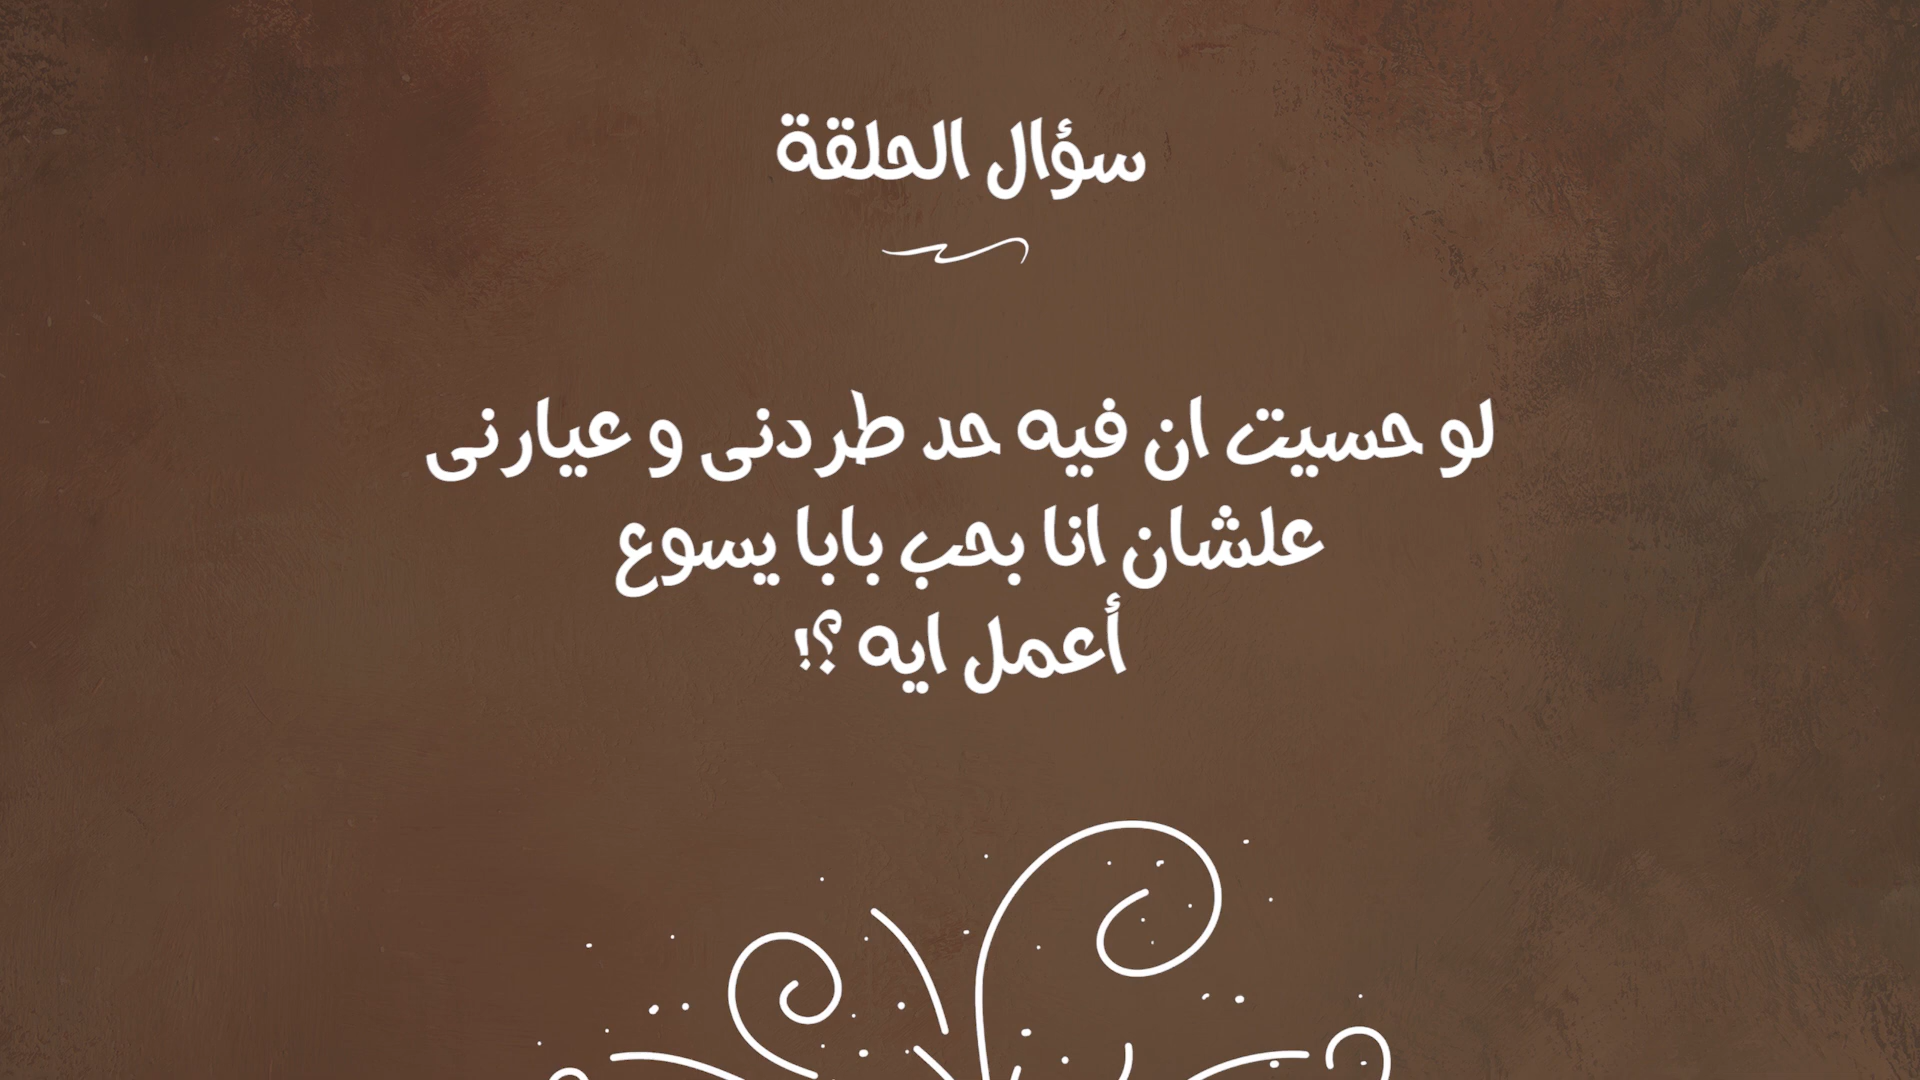 سؤال الحلقة
لو حسيت ان فيه حد طردنى و عيارنى
علشان انا بحب بابا يسوع
أعمل ايه ؟!